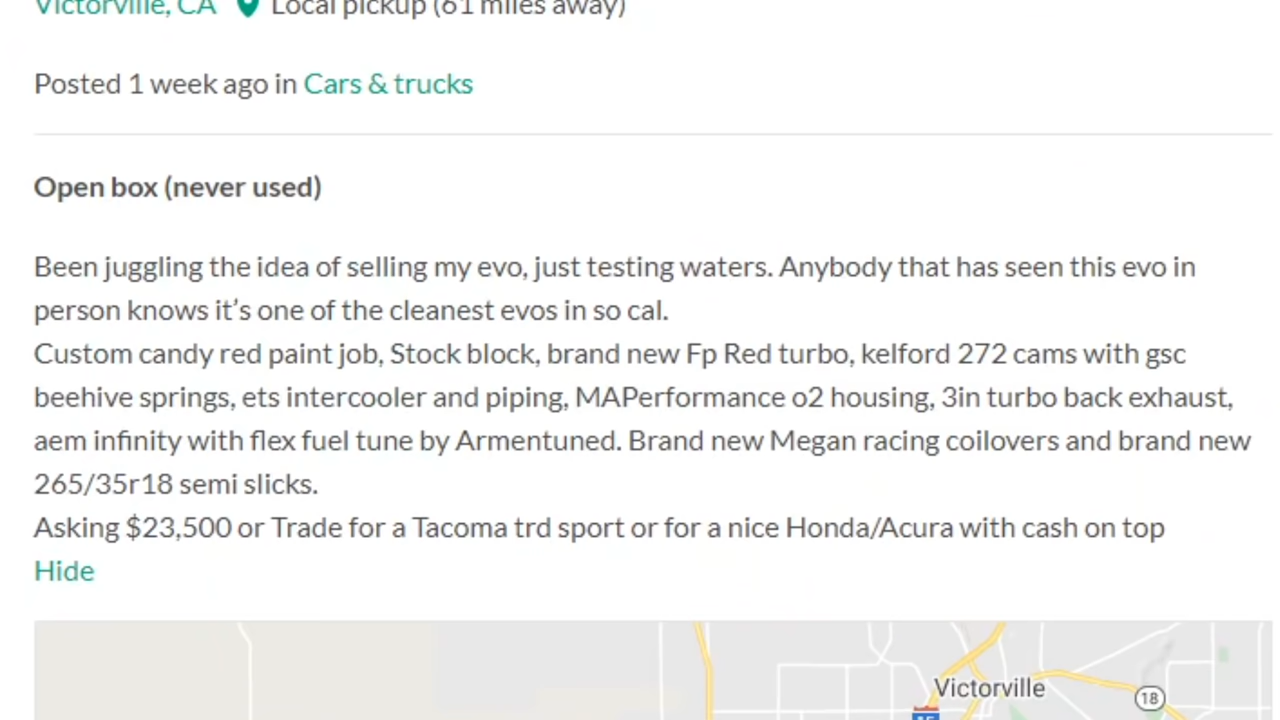 Victorville, CA Local pickup (61 miles away)
Posted 1 week ago in Cars & trucks
Open box (never used)
Been juggling the idea of selling my evo, just testing waters. Anybody that has seen this evo in
person knows it’s one of the cleanest evos in so cal.
Custom candy red paint job, Stock block, brand new Fp Red turbo, kelford 272 cams with gsc
beehive springs, ets intercooler and piping, MAPerformance o2 housing, 3in turbo back exhaust,
aem infinity with flex fuel tune by Armentuned. Brand new Megan racing coilovers and brand new
265/35r18 semi slicks.
Asking $23,500 or Trade for a Tacoma trd sport or for a nice Honda/Acura with cash on top
Hide
Victorville
18
15